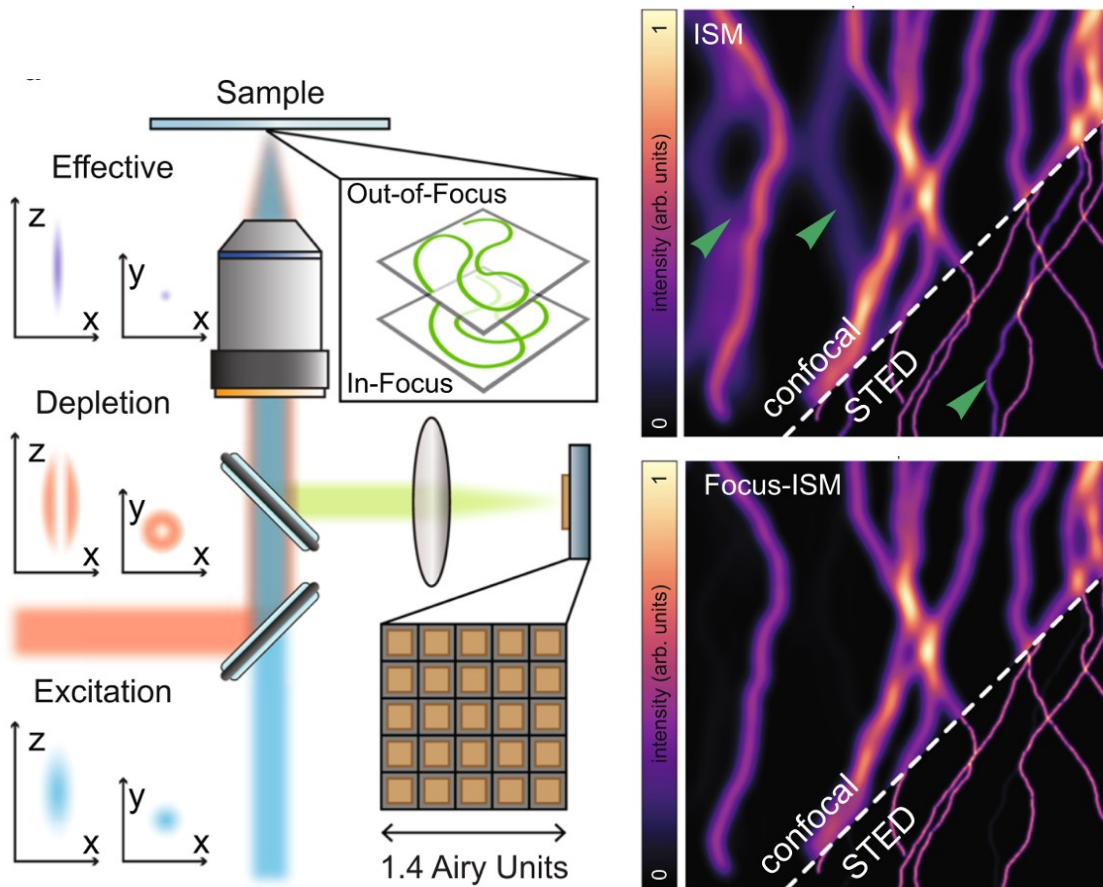 Sample
Effective
z
x
y
x
Out-of-Focus
In-Focus
Depletion
z
x
y
x
Excitation
z
x
y
x
1.4 Airy Units
1
intensity (arb. units)
0
ISM
confocal
STED
1
intensity (arb. units)
0
Focus-ISM
confocal
STED